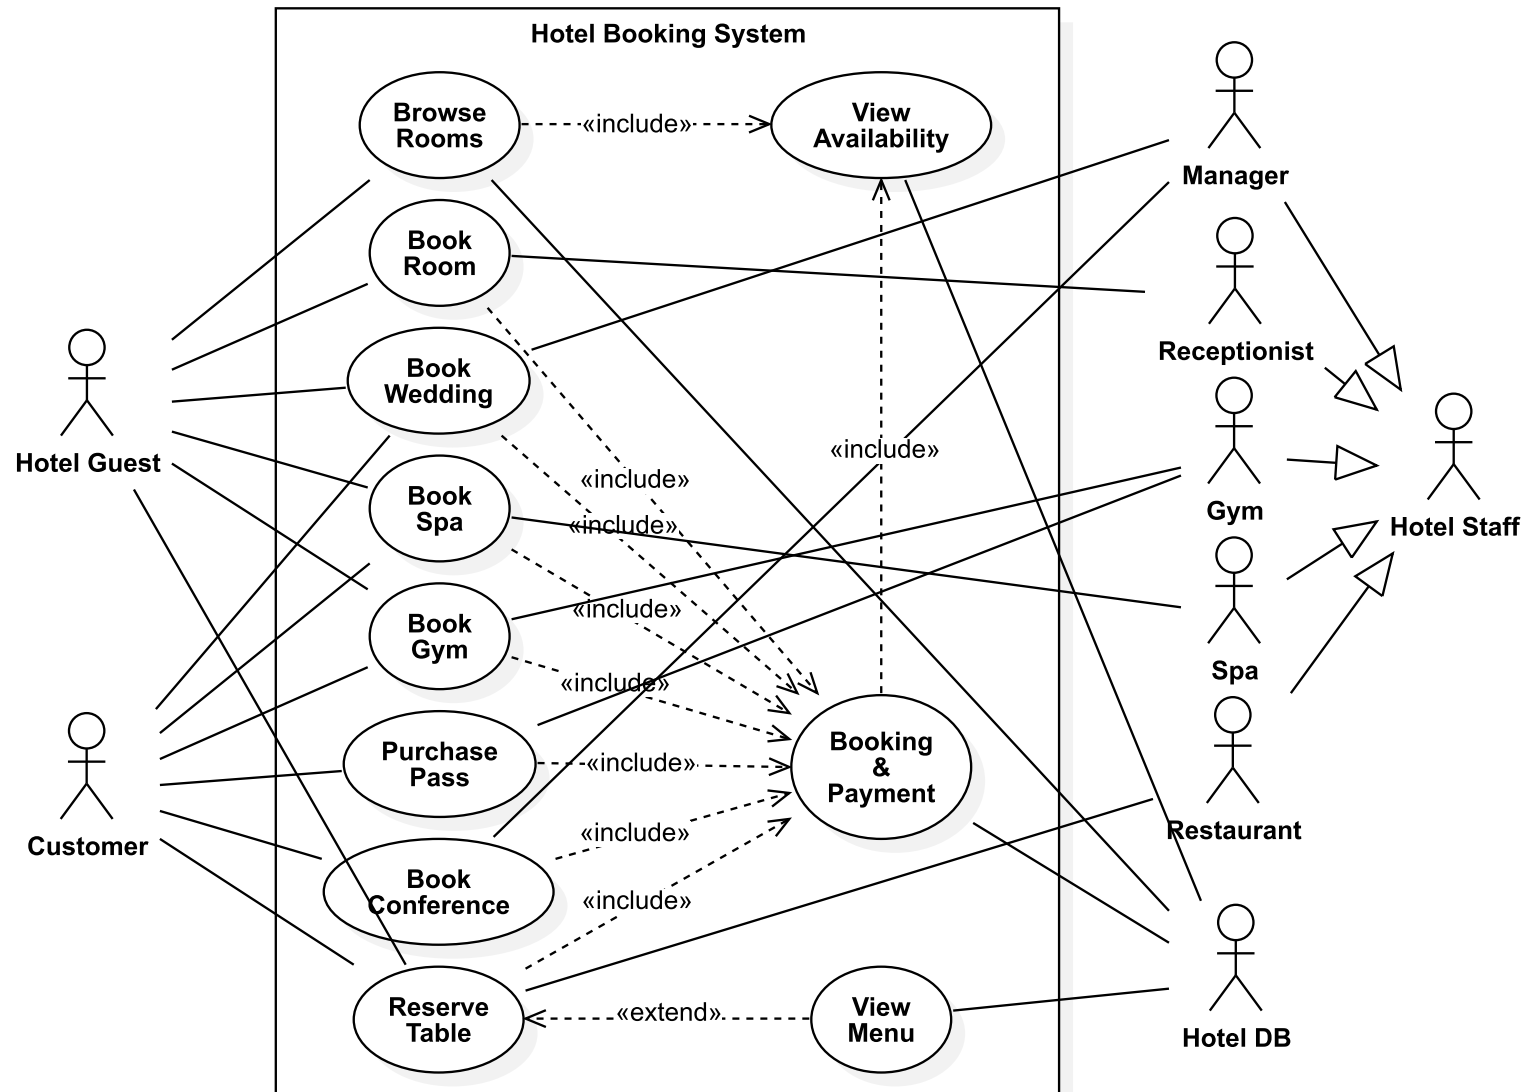 Hotel Booking System
Browse
Rooms
«include»
View
Availability
Manager
Book
Room
Receptionist
Book
Wedding
Hotel Guest
«include»
«include»
«include»
Book
Spa
Gym
Hotel Staff
«include»
Book
Gym
Spa
«include»
Purchase
Pass
«include»
Booking
&
Payment
Customer
«include»
Restaurant
Book
Conference
«include»
Reserve
Table
«extend»
View
Menu
Hotel DB